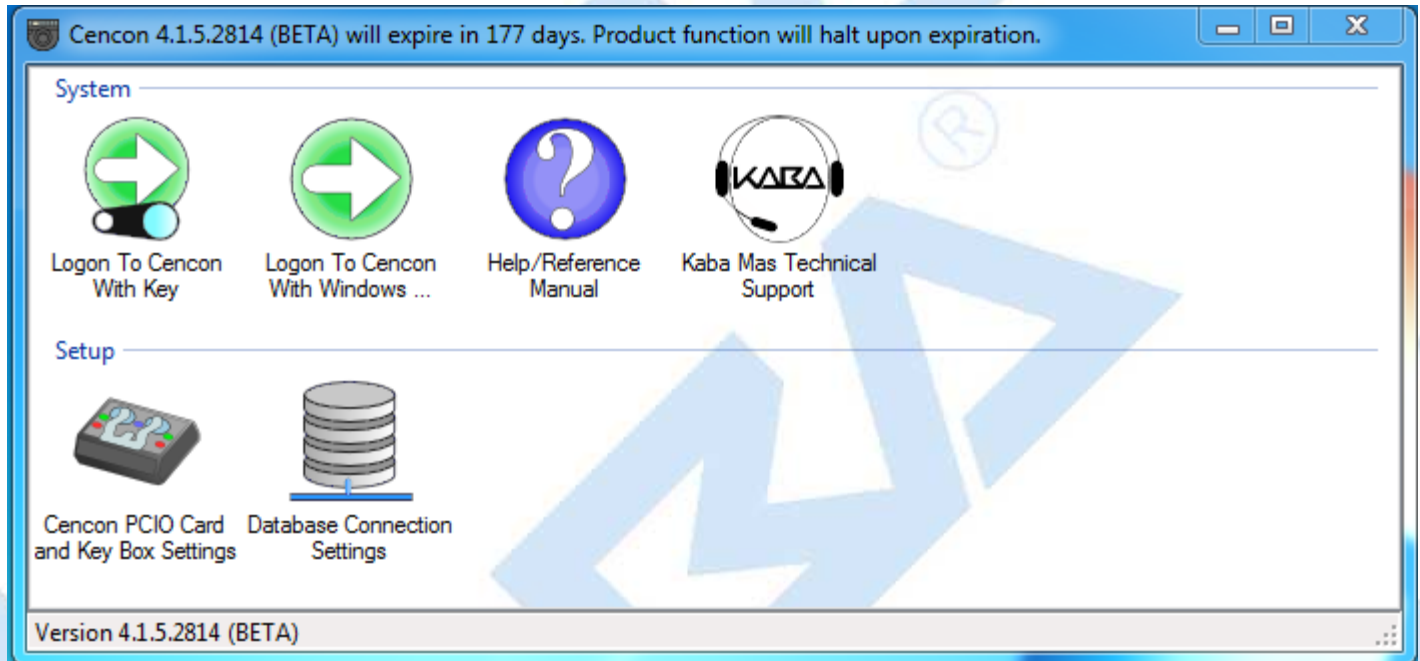 Cencon 4.1.5.2814 (BETA) will expire in 177 days. Product function will halt upon expiration.
System
KABA
Logon To Cencon
With Key
Logon To Cencon
With Windows ...
Help/Reference
Manual
Kaba Mas Technical
Support
Setup
Cencon PCIO Card
and Key Box Settings
Database Connection
Settings
Version 4.1.5.2814 (BETA)